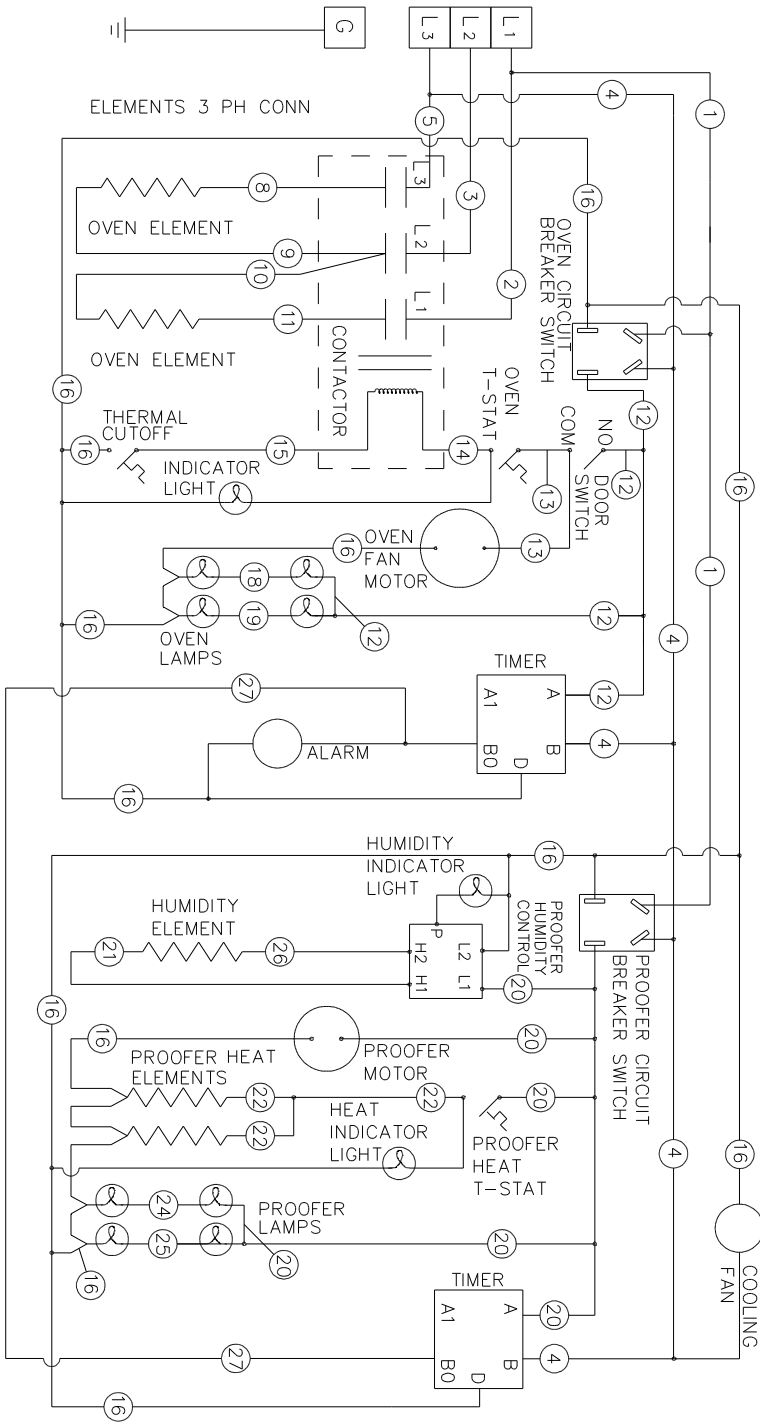 G
L3
L2
L1
ELEMENTS 3 PH CONN
5
4
1
8
L3
3
16
OVEN ELEMENT
9
L2
10
2
OVEN CIRCUIT
BREAKER SWITCH
11
L1
OVEN ELEMENT
CONTACTOR
16
OVEN
T-STAT
COM
NO
12
THERMAL
CUTOFF
16
15
14
13
12
DOOR
SWITCH
16
INDICATOR
LIGHT
OVEN
FAN
MOTOR
16
13
1
18
16
19
12
12
4
OVEN
LAMPS
TIMER
27
A1
A
12
B0
B
4
D
ALARM
16
HUMIDITY
INDICATOR
LIGHT
16
HUMIDITY
ELEMENT
P
PROOFER
HUMIDITY
CONTROL
21
26
H2
L2
H1
L1
20
PROOFER CIRCUIT
BREAKER SWITCH
16
16
PROOFER
MOTOR
20
PROOFER HEAT
ELEMENTS
22
22
20
22
HEAT
INDICATOR
LIGHT
PROOFER
HEAT
T-STAT
4
16
24
PROOFER
LAMPS
25
20
20
16
COOLING
FAN
TIMER
A1
A
20
27
B0
B
4
D
16